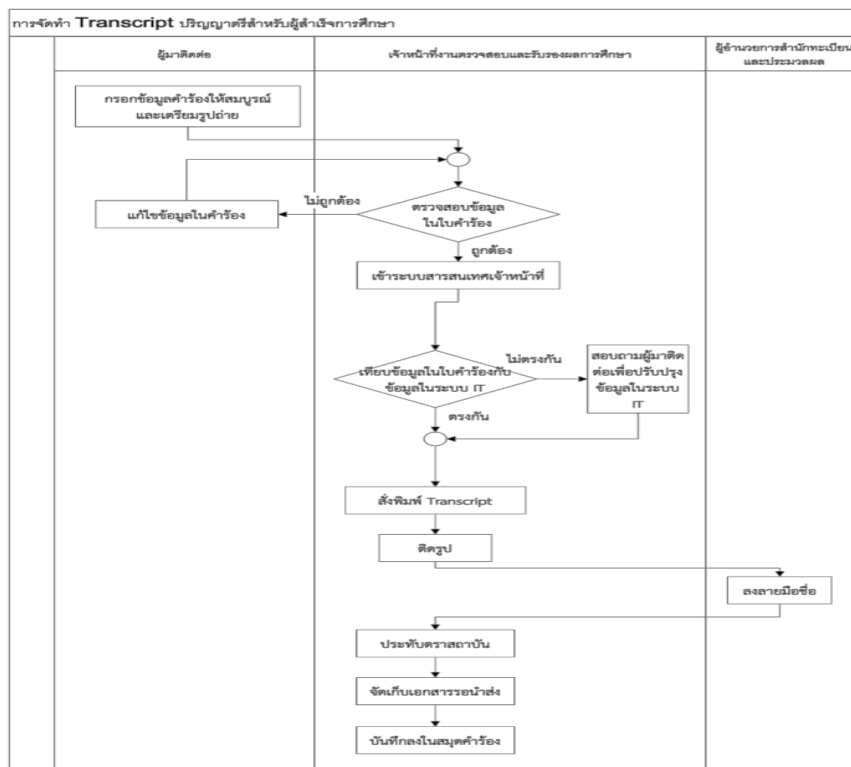 การจัดทำ Transcript ปริญญาตรีสำหรับผู้สำเร็จการศึกษา
ผู้มาติดต่อ
เจ้าหน้าที่งานตรวจสอบและรับรองผลการศึกษา
ผู้อำนวยการสำนักทะเบียน
และประมวลผล
กรอกข้อมูลคำร้องให้สมบูรณ์
และเตรียมรูปถ่าย
ไม่ถูกต้อง
แก้ไขข้อมูลในคำร้อง
ตรวจสอบข้อมูล
ในใบคำร้อง
ถูกต้อง
เข้าระบบสารสนเทศเจ้าหน้าที่
เทียบข้อมูลในใบคำร้องกับ
ข้อมูลในระบบ IT
ไม่ตรงกัน
สอบถามผู้มาติด
ต่อเพื่อปรับปรุง
ข้อมูลในระบบ
IT
ตรงกัน
สั่งพิมพ์ Transcript
ติดรูป
ลงลายมือชื่อ
ประทับตราสถาบัน
จัดเก็บเอกสารรอนำส่ง
บันทึกลงในสมุดคำร้อง